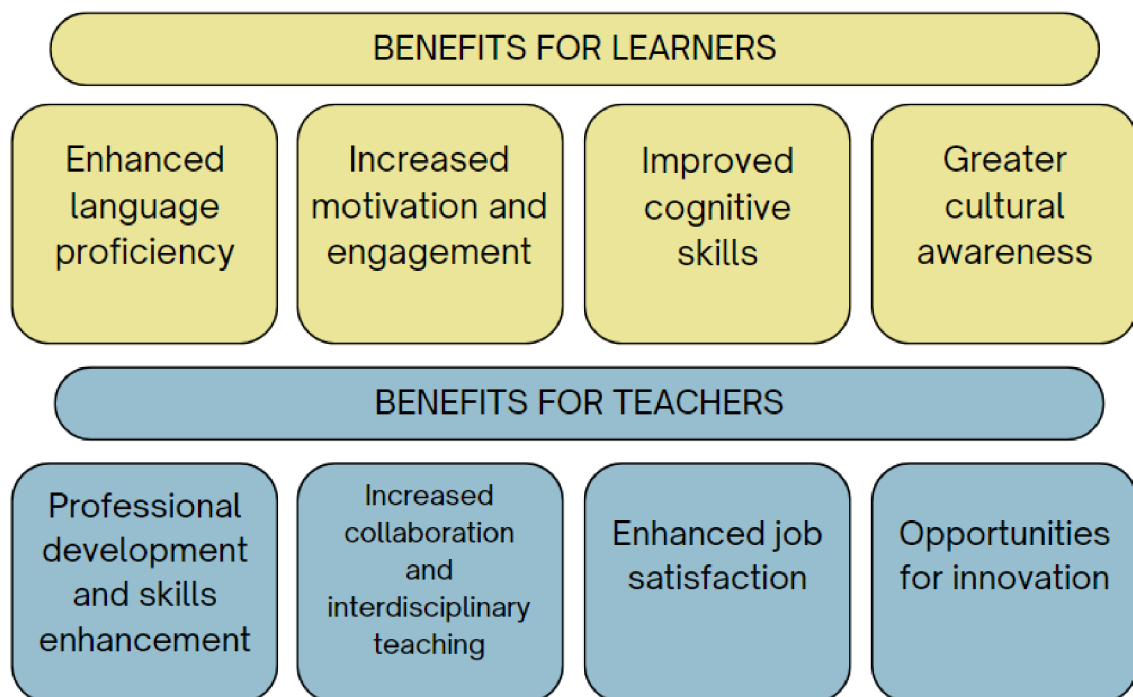 BENEFITS FOR LEARNERS
Enhanced
language
proficiency
Increased
motivation and
engagement
Improved
cognitive
skills
Greater
cultural
awareness
BENEFITS FOR TEACHERS
Professional
development
and skills
enhancement
Increased
collaboration
and
interdisciplinary
teaching
Enhanced job
satisfaction
Opportunities
for innovation